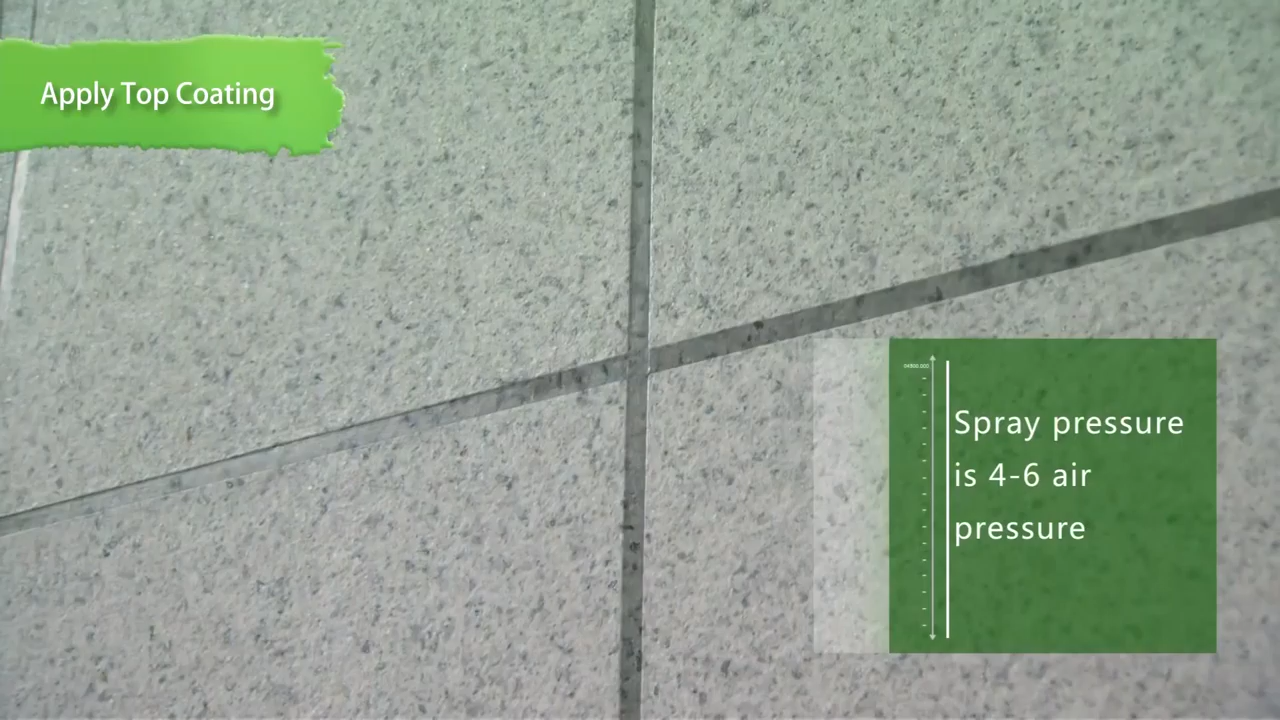 Apply Top Coating
Spray pressure
is 4-6 air
pressure